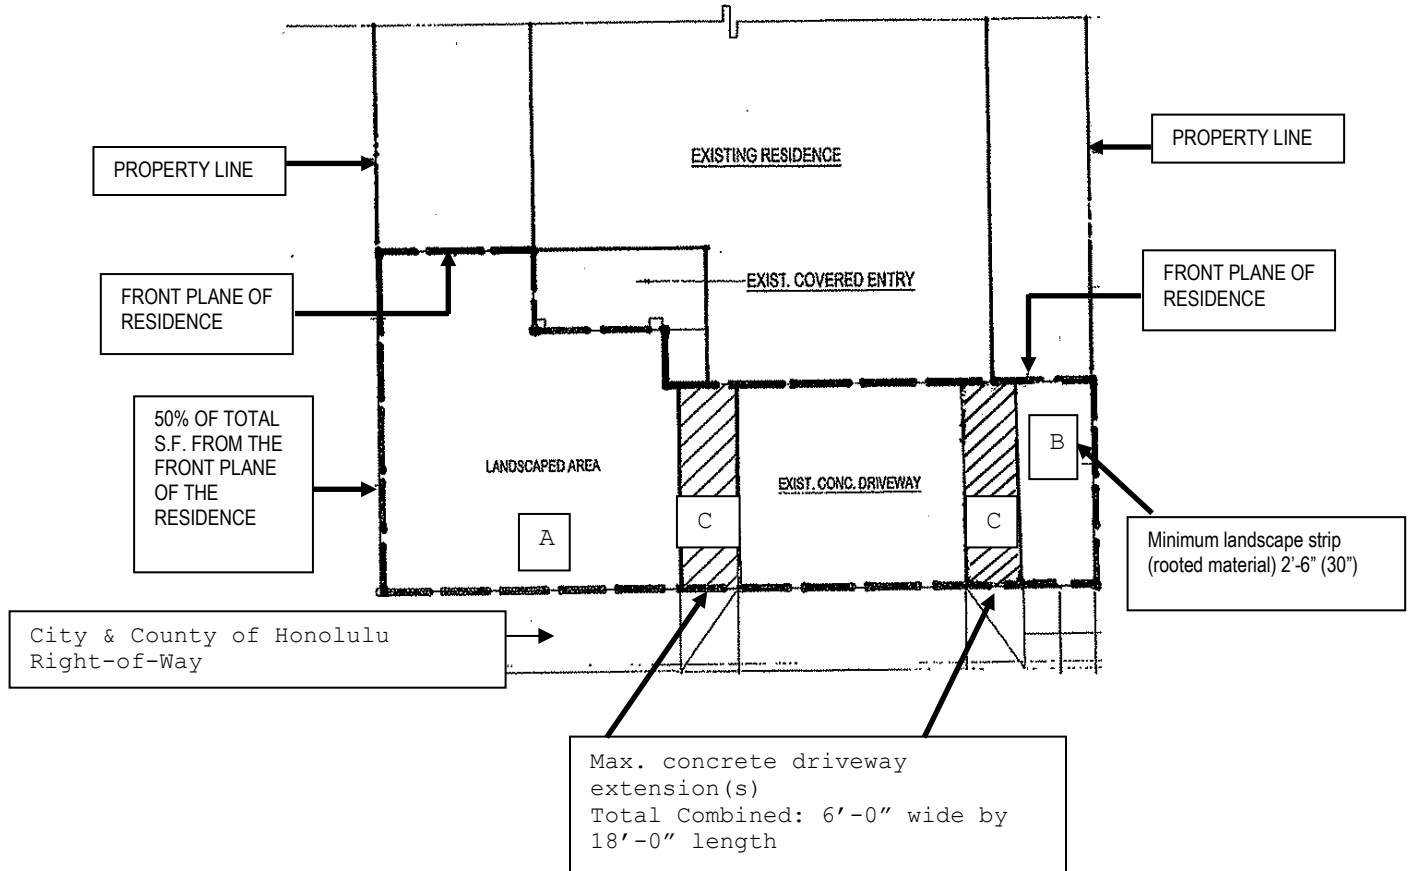 EXISTING RESIDENCE
PROPERTY LINE
PROPERTY LINE
FRONT PLANE OF
RESIDENCE
EXIST. COVERED ENTRY
FRONT PLANE OF
RESIDENCE
50% OF TOTAL
S.F. FROM THE
FRONT PLANE
OF THE
RESIDENCE
LANDSCAPED AREA
EXIST. CONC. DRIVEWAY
A
C
C
B
Minimum landscape strip
(rooted material) 2’-6” (30”)
City & County of Honolulu
Right-of-Way
Max. concrete driveway
extension(s)
Total Combined: 6’-0” wide by
18’-0” length